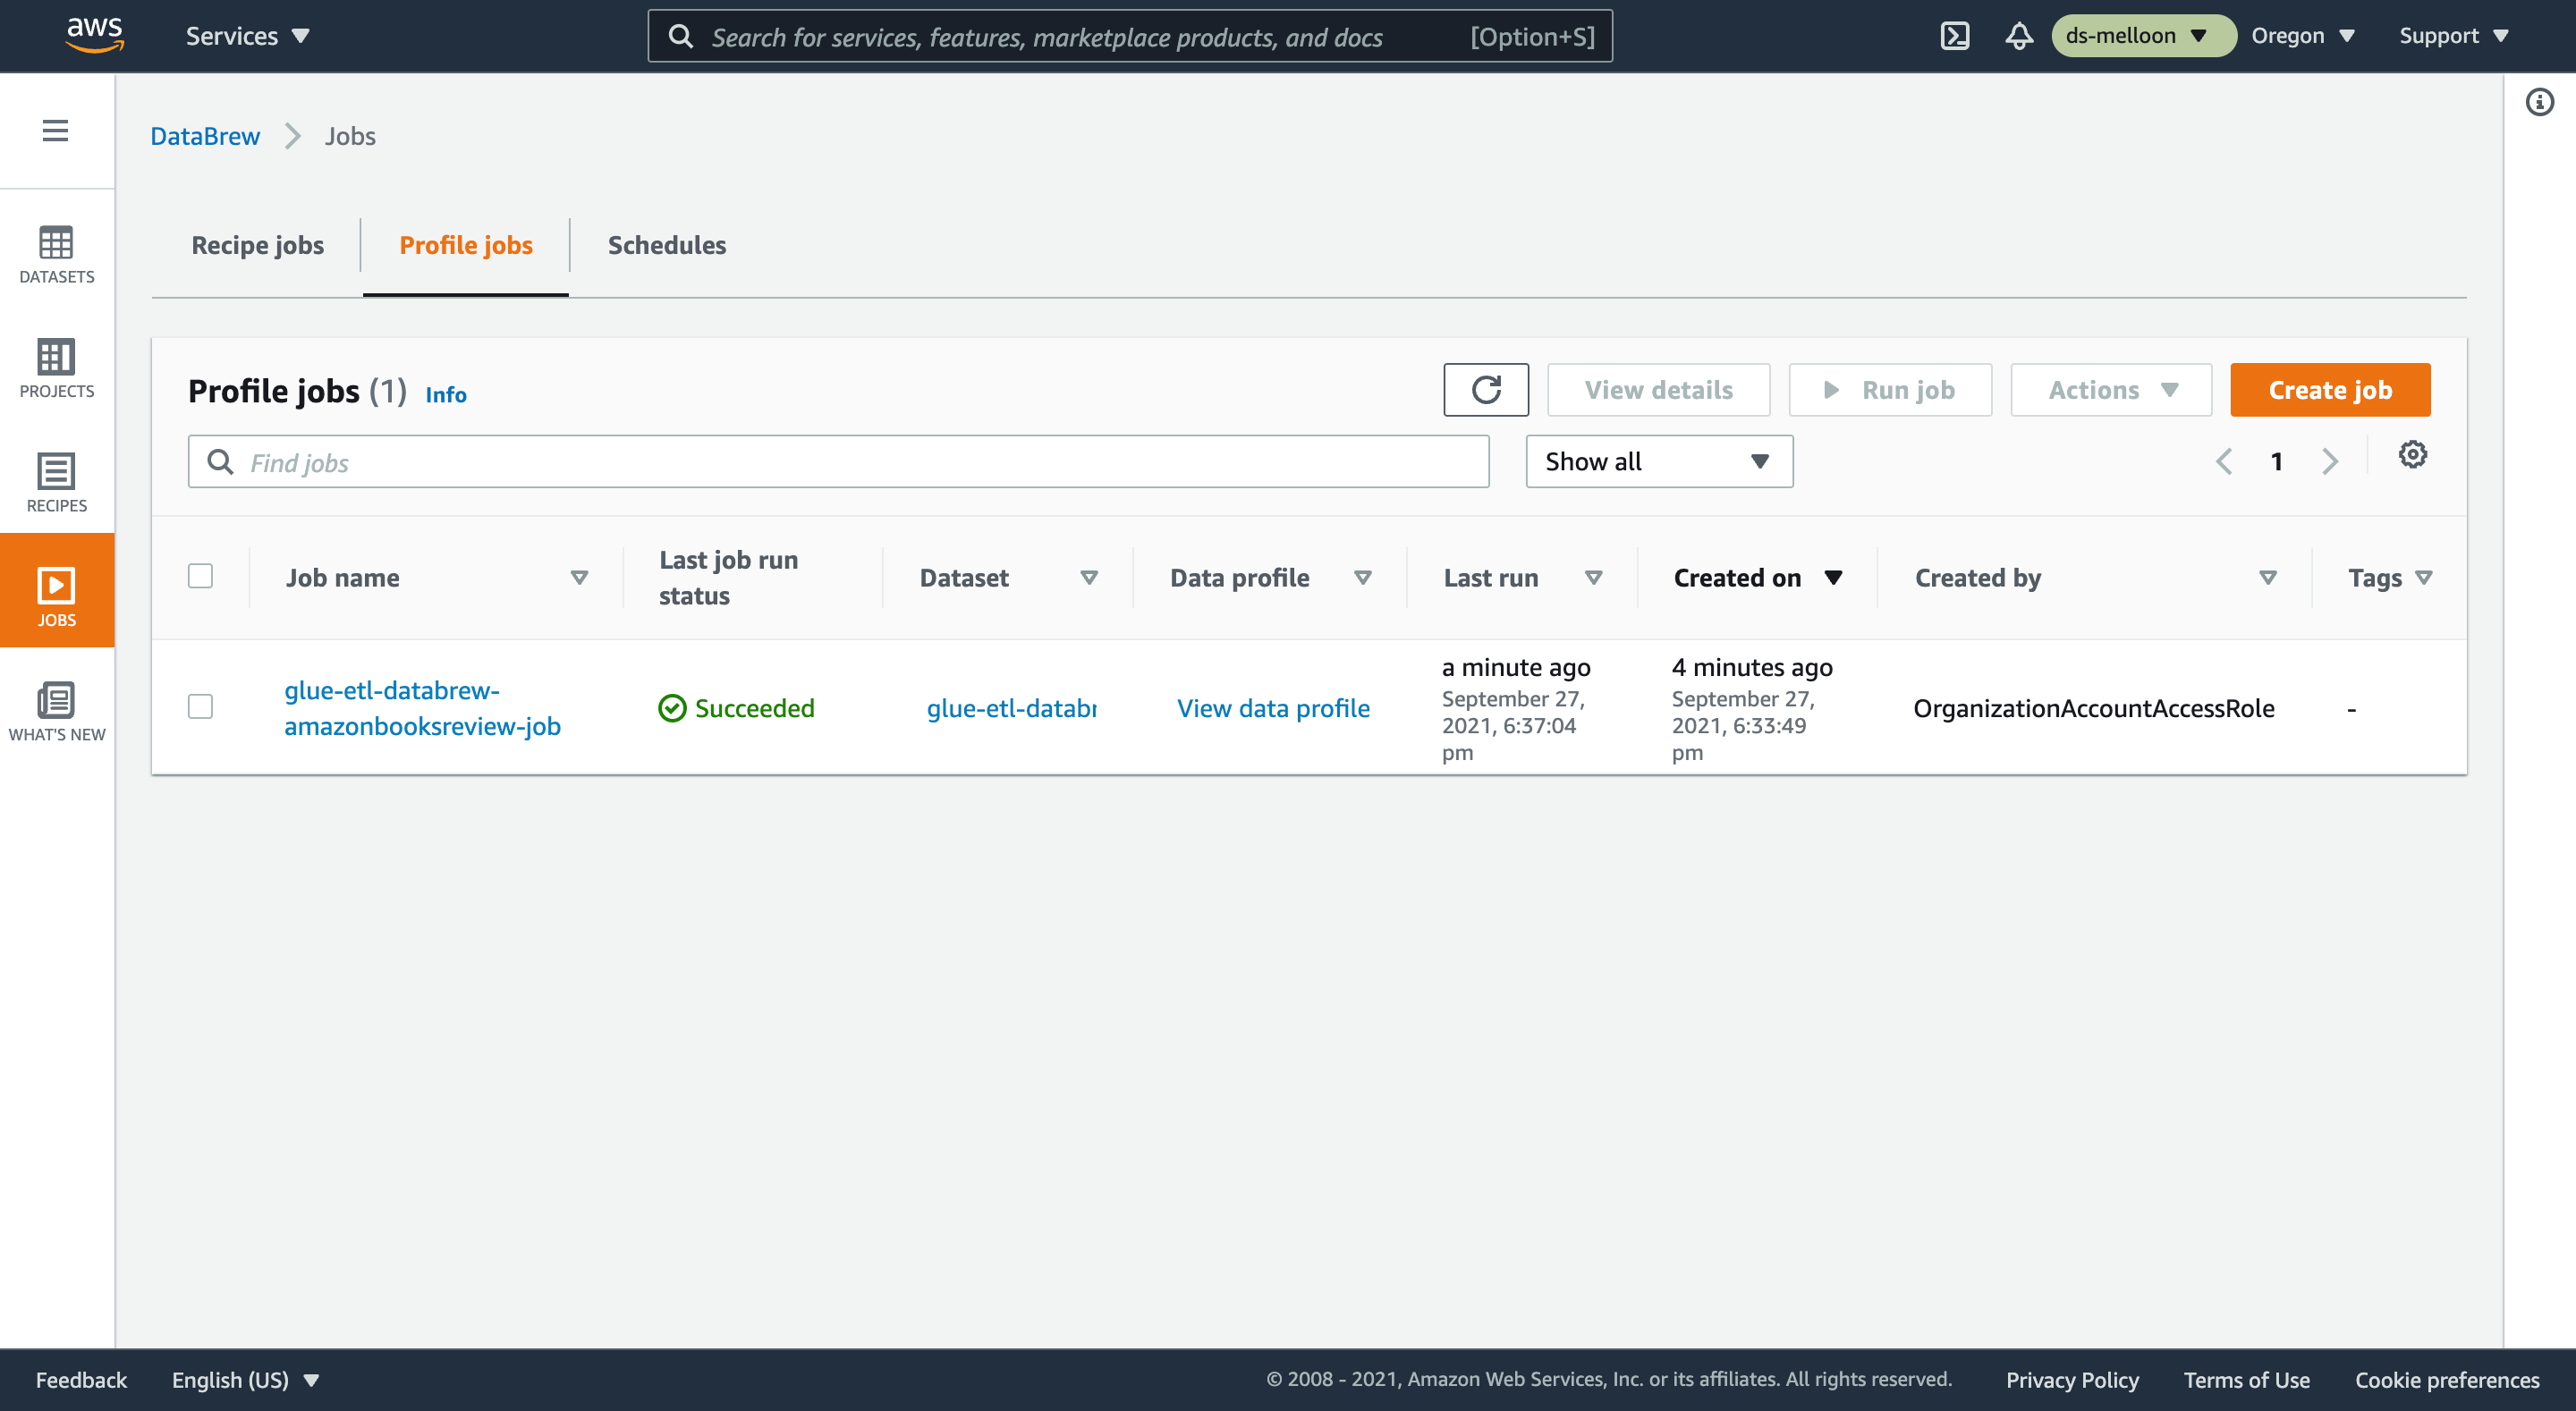 aws
Services
Search for services, features, marketplace products, and docs
[Option+S]
ds-melloon
Oregon
Support
DataBrew
Jobs
DATASETS
PROJECTS
RECIPES
JOBS
WHAT'S NEW
Recipe jobs
Profile jobs
Schedules
Profile jobs (1) Info
View details
Run job
Actions
Create job
Find jobs
Show all
1
Job name
Last job run
status
Dataset
Data profile
Last run
Created on
Created by
Tags
glue-etl-databrew-
amazonbooksreview-job
Succeeded
glue-etl-databr
View data profile
a minute ago
September 27,
2021, 6:37:04
pm
4 minutes ago
September 27,
2021, 6:33:49
pm
OrganizationAccountAccessRole
-
Feedback
English (US)
© 2008 - 2021, Amazon Web Services, Inc. or its affiliates. All rights reserved.
Privacy Policy
Terms of Use
Cookie preferences